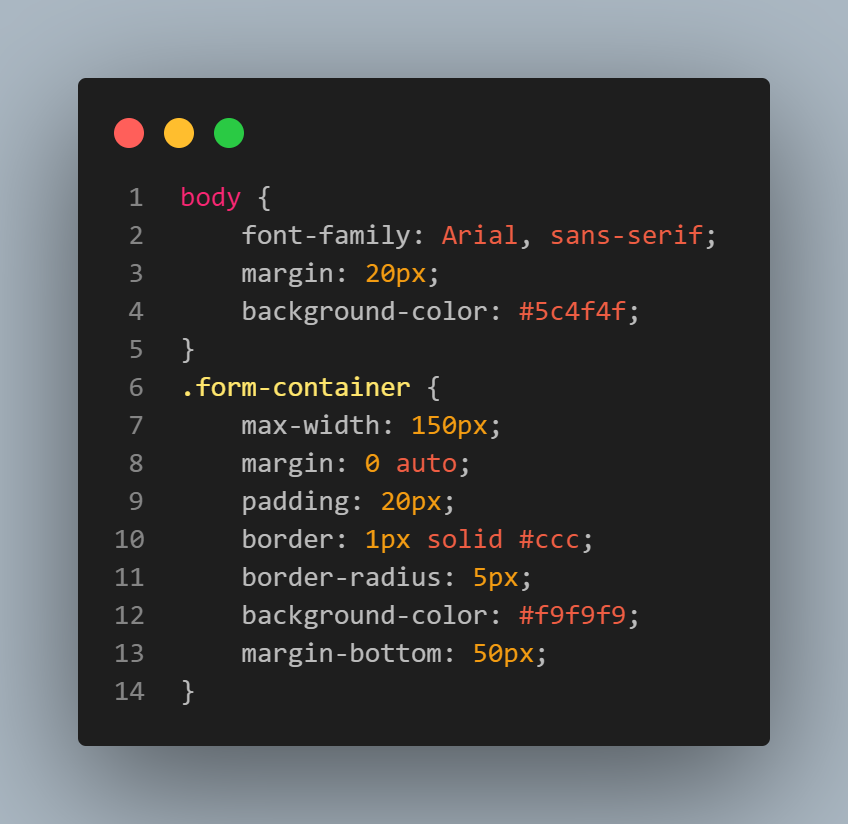 1 body {
2     font-family: Arial, sans-serif;
3     margin: 20px;
4     background-color: #5c4f4f;
5 }
6 .form-container {
7     max-width: 150px;
8     margin: 0 auto;
9     padding: 20px;
10     border: 1px solid #ccc;
11     border-radius: 5px;
12     background-color: #f9f9f9;
13     margin-bottom: 50px;
14 }